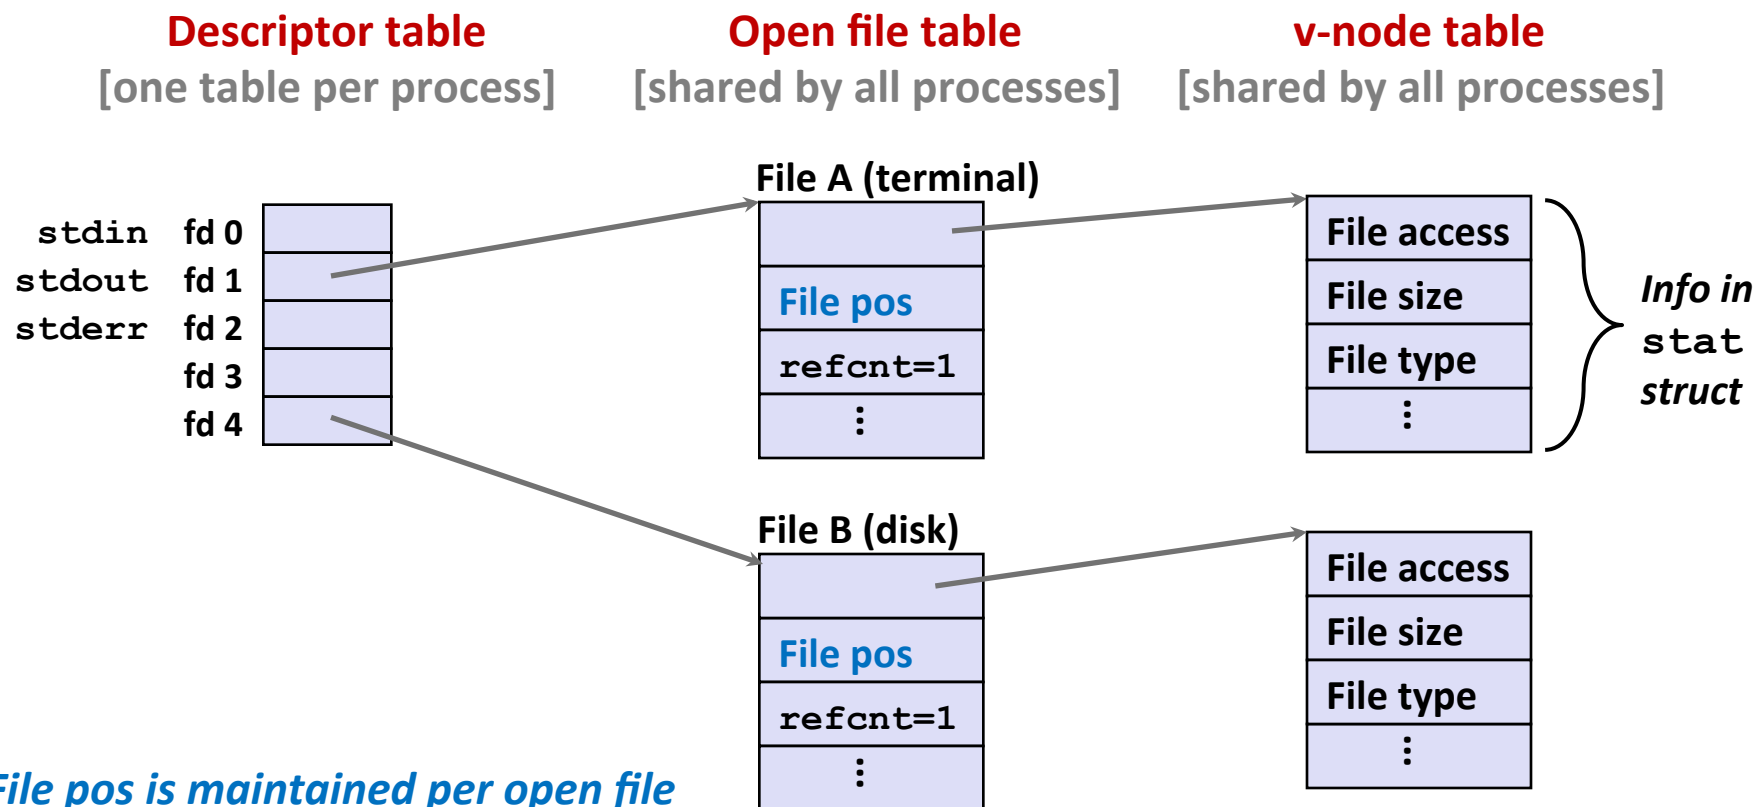 Descriptor table
[one table per process]
Open file table
[shared by all processes]
v-node table
[shared by all processes]
stdin fd 0
stdout fd 1
stderr fd 2
fd 3
fd 4
File A (terminal)
File pos
refcnt=1
⋮
File B (disk)
File pos
refcnt=1
⋮
File access
File size
File type
⋮
Info in
stat
struct
File access
File size
File type
⋮
File pos is maintained per open file